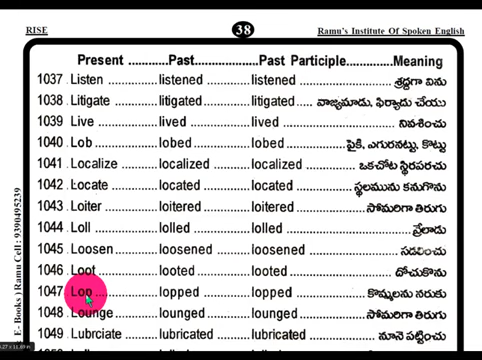 RISE 38 Ramu's Institute Of Spoken English
Present ...........Past....................Past Participle.............Meaning
1037 Listen ............listened .............listened ............................శ్రద్ధగా విను
1038 Litigate ...........litigated ...........litigated ....వాజ్యమాడు, ఫిర్యాదు చేయు
1039 Live .................lived ..................lived ...............................నివశించు
1040 Lob .................lobed .................lobed ...............పైకి, ఎగురనట్టు, కొట్టు
1041 Localize ..........localized ..........localized .................ఒకచోట స్థిరపరచు
1042 Locate ............located ............located ...............స్థలమును కనుగొను
1043 Loiter ..............loitered ............loitered ....................సోమరిగా తిరుగు
1044 Loll ..................lolled .................lolled ..................................వ్రేలాడు
1045 Loosen ...........loosened .........loosened .........................సడలించు
1046 Loot ................looted ...............looted ...........................దోచుకొను
1047 Lop ................lopped ..............lopped ..................కొమ్మలను నరుకు
1048 Lounge ..........lounged ...........lounged ...................సోమరిగా తిరుగు
1049 Lubrciate ........lubricated .........lubricated ...................నూనె పట్టించు
E- Books ) Ramu Cell : 9390495239